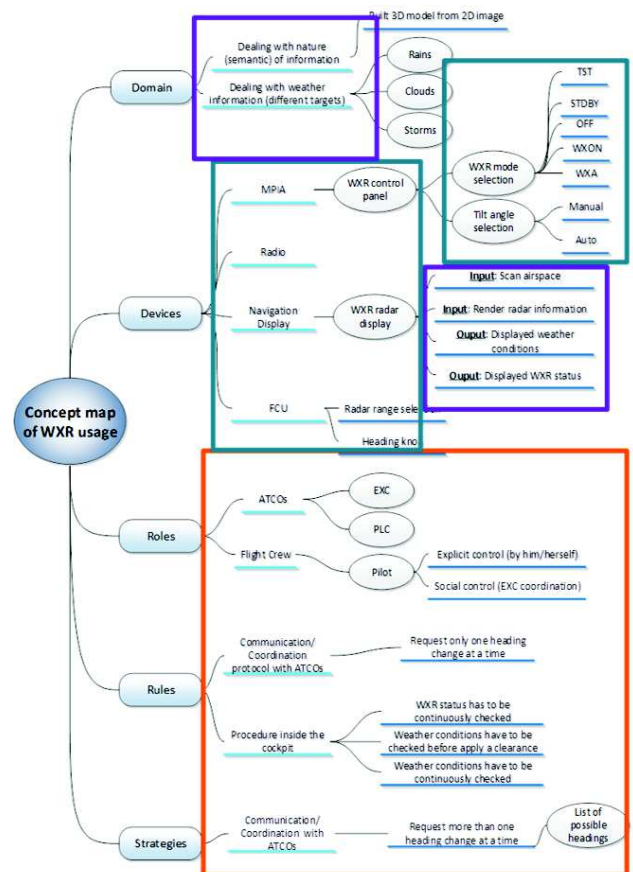 Built 3D model from 2D image
Dealing with nature
(semantic) of information
Domain
Dealing with weather
information (different targets)
Rains
Clouds
Storms
TST
STDBY
OFF
WXON
WXA
WXR mode
selection
Tilt angle
selection
Manual
Auto
MPIA
WXR control
panel
Radio
Devices
Navigation
Display
WXR radar
display
Input: Scan airspace
Input: Render radar information
Ouput: Displayed weather
conditions
Ouput: Displayed WXR status
FCU
Radar range selec
Heading kno
Concept map
of WXR usage
Roles
ATCOs
EXC
PLC
Flight Crew
Pilot
Explicit control (by him/herself)
Social control (EXC coordination)
Rules
Communication/
Coordination
protocol with ATCOs
Request only one heading
change at a time
Procedure inside the
cockpit
WXR status has to be
continuously checked
Weather conditions have to be
checked before apply a clearance
Weather conditions have to be
continuously checked
Strategies
Communication/
Coordination with
ATCOs
Request more than one
heading change at a time
List of
possible
headings